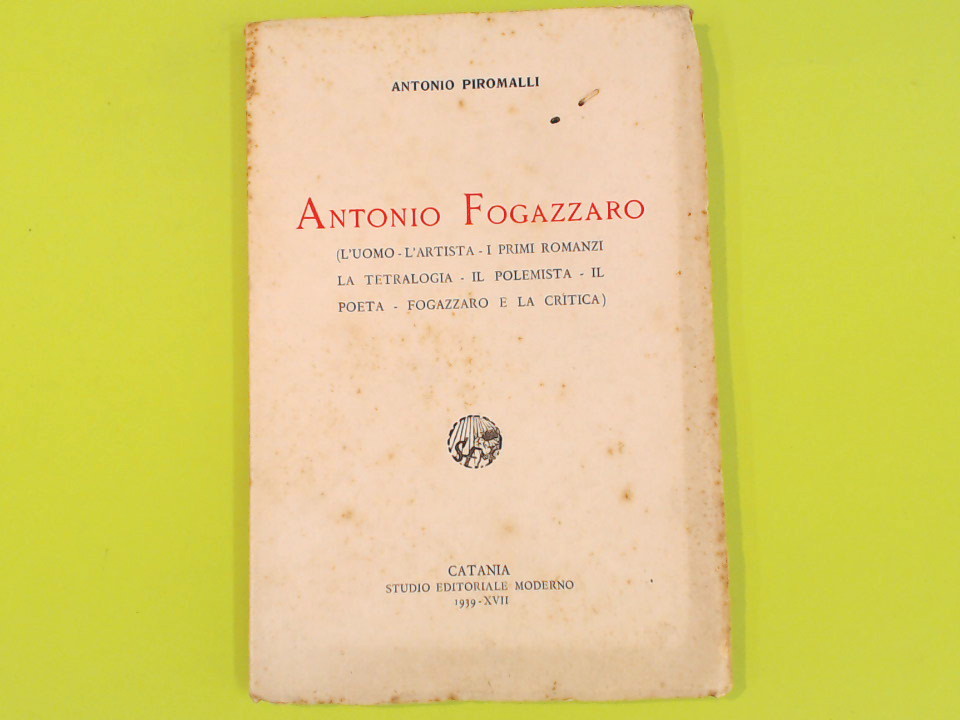 ANTONIO PIROMALLI
ANTONIO FOGAZZARO
(L'UOMO - L'ARTISTA - I PRIMI ROMANZI
LA TETRALOGIA - IL POLEMISTA - IL
POETA - FOGAZZARO E LA CRÌTICA)
CATANIA
STUDIO EDITORIALE MODERNO
1939 - XVII